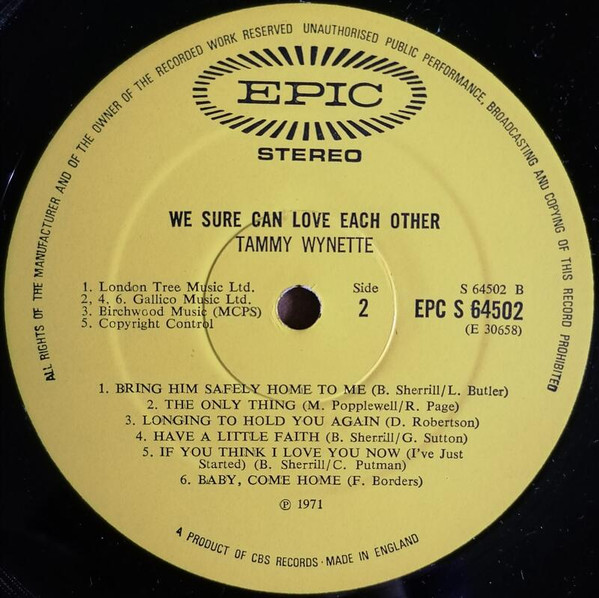 ALL RIGHTS OF THE MANUFACTURER AND OF THE OWNER OF THE RECORDED WORK RESERVED UNAUTHORISED PUBLIC PERFORMANCE, BROADCASTING AND COPYING OF THIS RECORD PROHIBITED
EPIC
STEREO
WE SURE CAN LOVE EACH OTHER
TAMMY WYNETTE
1. London Tree Music Ltd.
2, 4, 6. Gallico Music Ltd.
3. Birchwood Music (MCPS)
5. Copyright Control
Side
2
S 64502 B
EPC S 64502
(E 30658)
1. BRING HIM SAFELY HOME TO ME (B. Sherrill/L. Butler)
2. THE ONLY THING (M. Popplewell/R. Page)
3. LONGING TO HOLD YOU AGAIN (D. Robertson)
4. HAVE A LITTLE FAITH (B. Sherrill/G. Sutton)
5. IF YOU THINK I LOVE YOU NOW (I've Just
Started) (B. Sherrill/C. Putman)
6. BABY, COME HOME (F. Borders)
℗ 1971
A PRODUCT OF CBS RECORDS · MADE IN ENGLAND